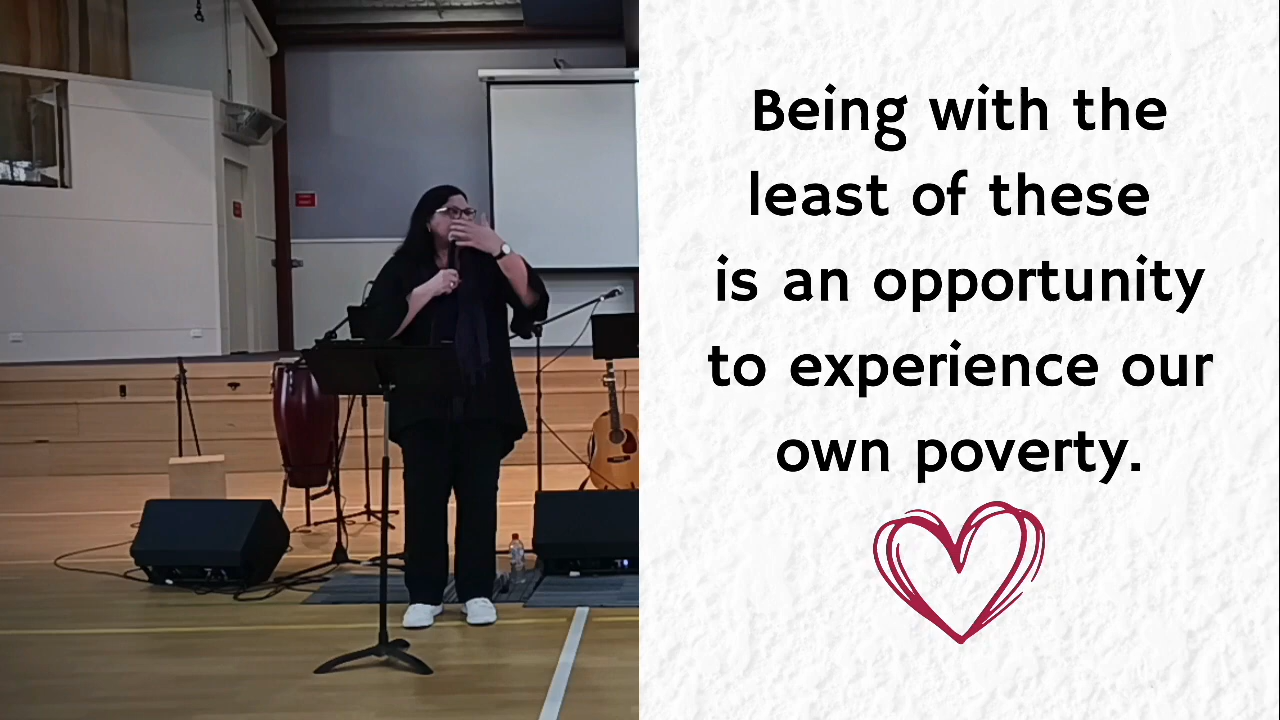 Being with the
least of these
is an opportunity
to experience our
own poverty.